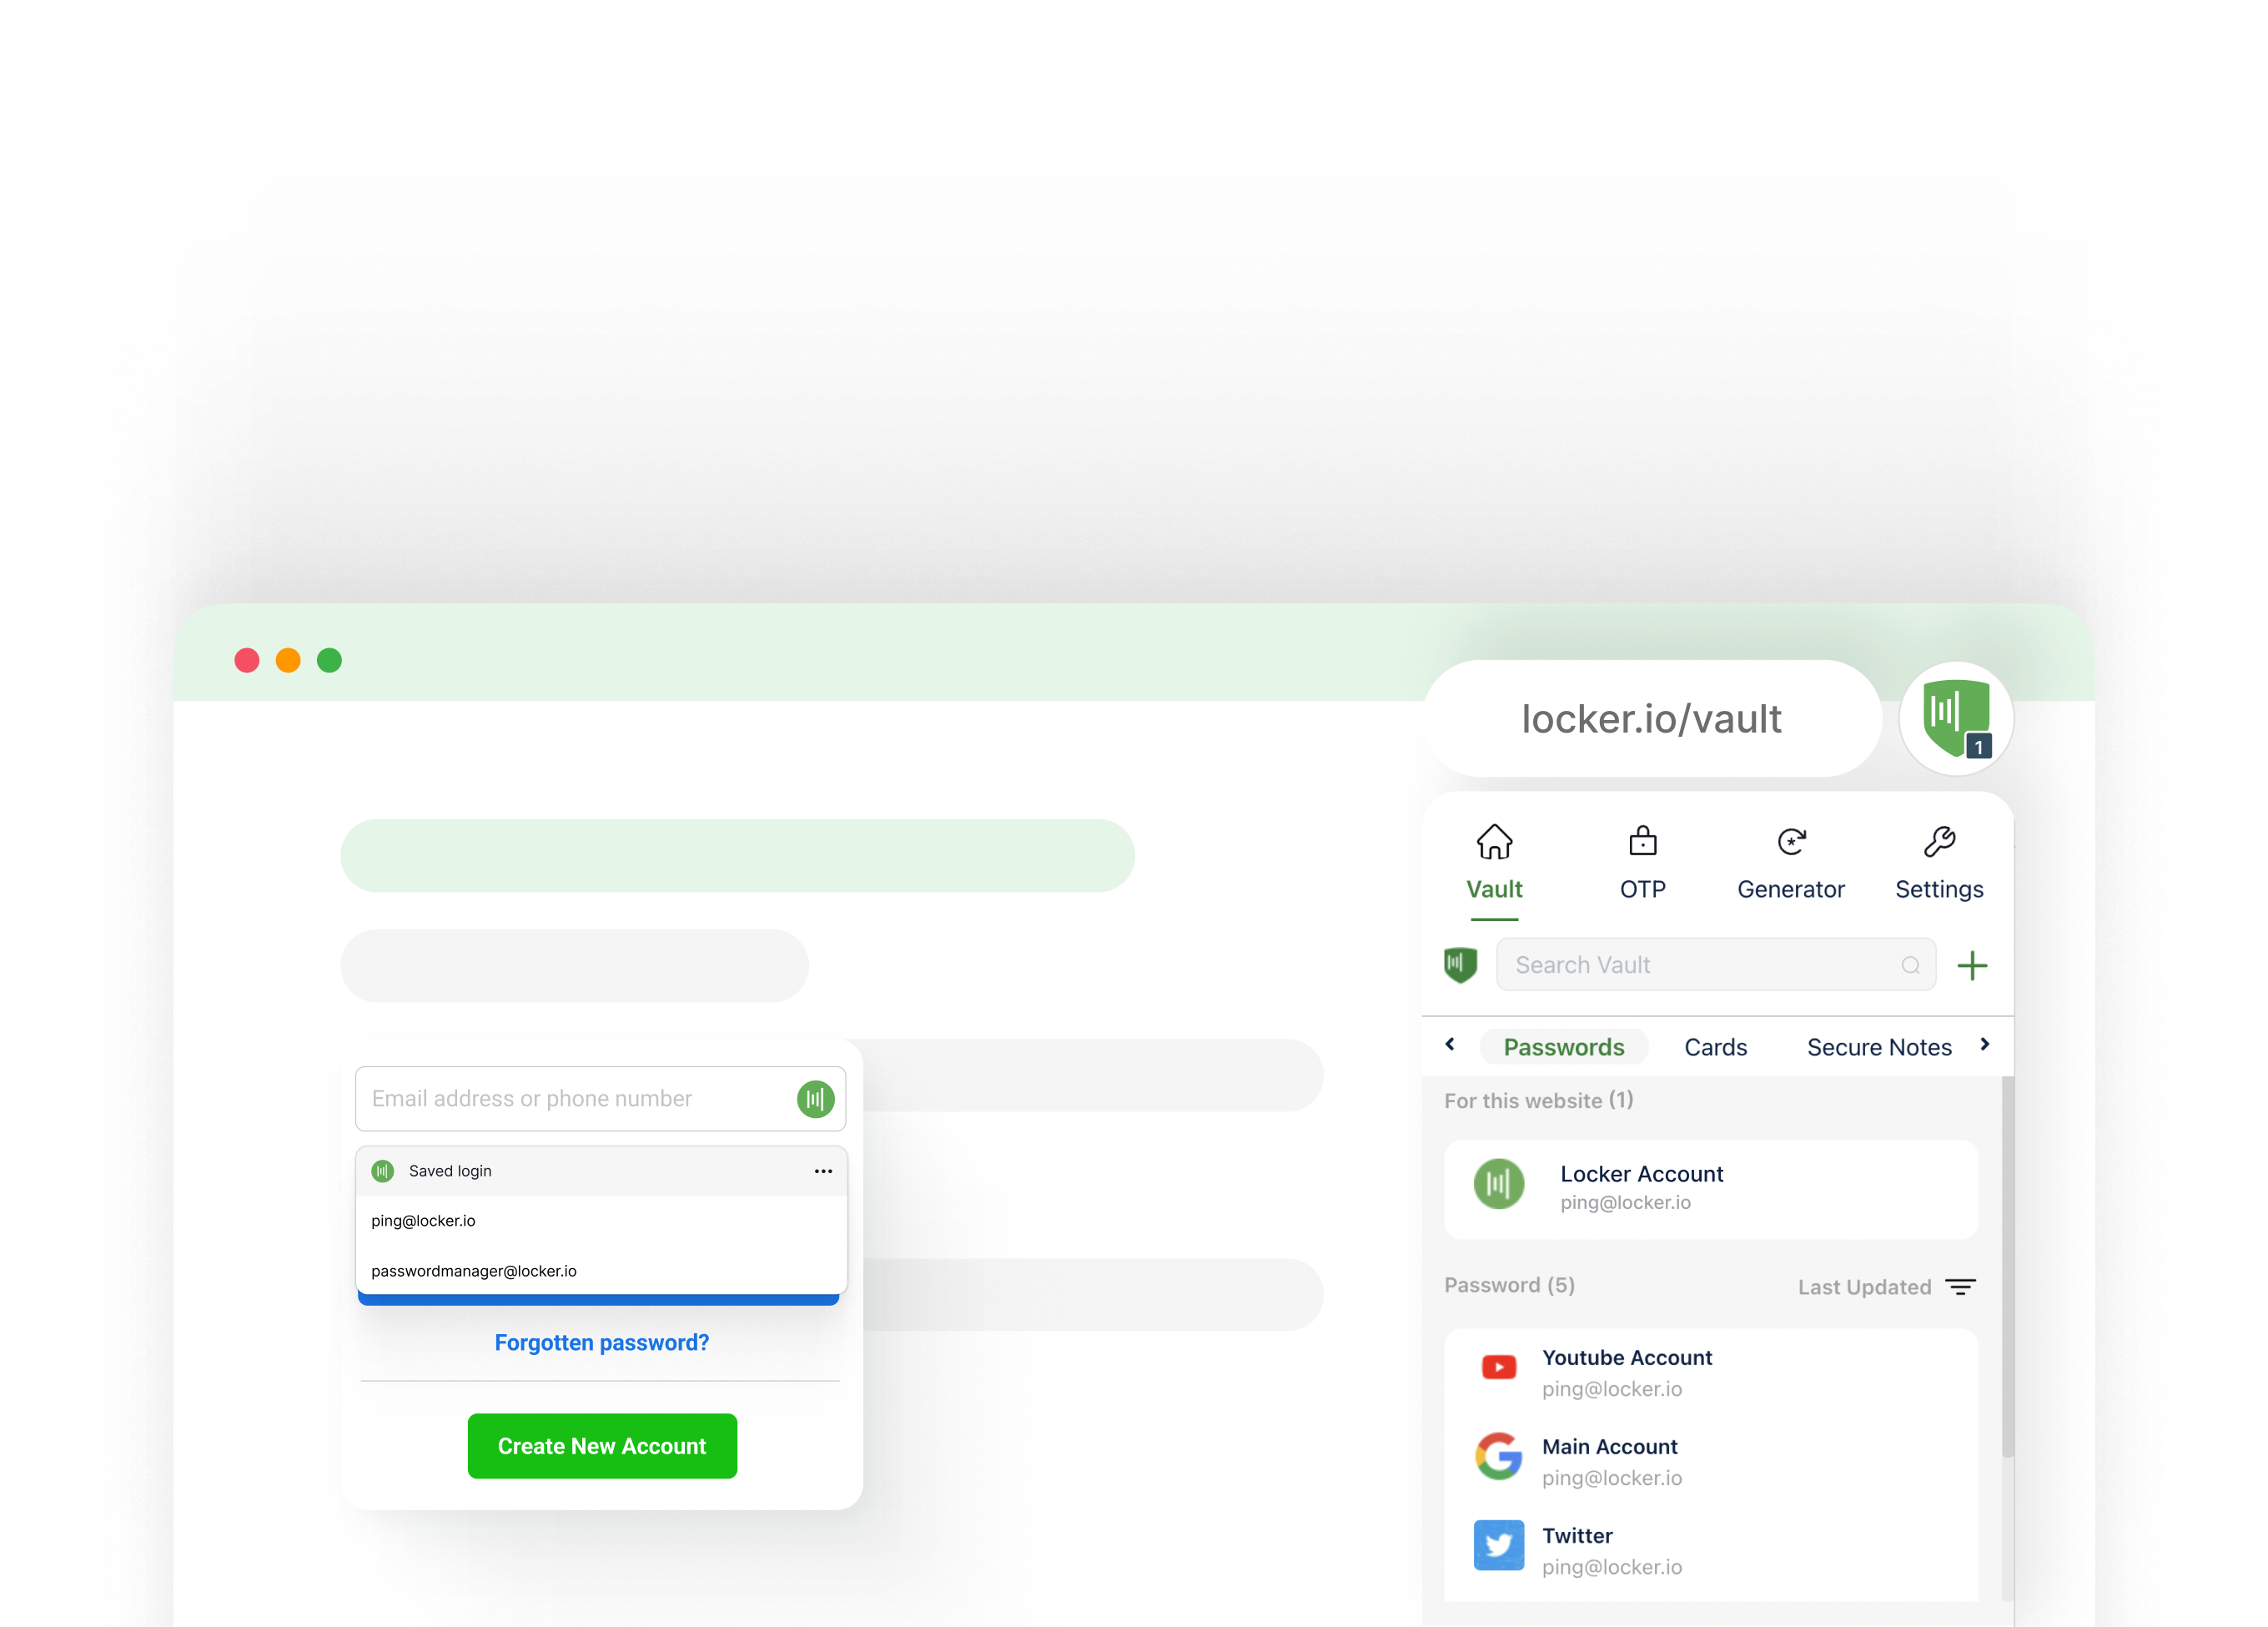 locker.io/vault
1
Vault
OTP
Generator
Settings
Search Vault
Passwords
Cards
Secure Notes
For this website (1)
Locker Account
ping@locker.io
Password (5)
Last Updated
Youtube Account
ping@locker.io
Main Account
ping@locker.io
Twitter
ping@locker.io
Email address or phone number
Saved login
ping@locker.io
passwordmanager@locker.io
Forgotten password?
Create New Account